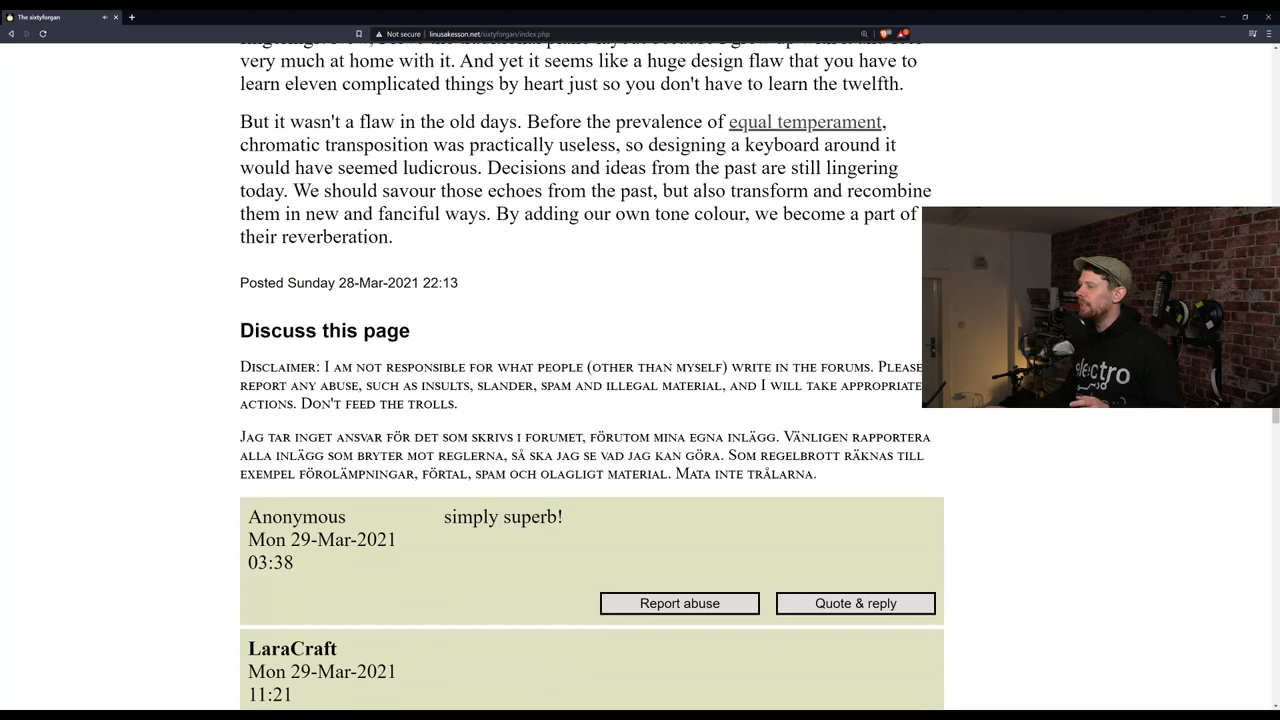 The sixtyforgan
Not secure
linusakesson.net/sixtyforgan/index.php
very much at home with it. And yet it seems like a huge design flaw that you have to
learn eleven complicated things by heart just so you don't have to learn the twelfth.
But it wasn't a flaw in the old days. Before the prevalence of equal temperament,
chromatic transposition was practically useless, so designing a keyboard around it
would have seemed ludicrous. Decisions and ideas from the past are still lingering
today. We should savour those echoes from the past, but also transform and recombine
them in new and fanciful ways. By adding our own tone colour, we become a part of
their reverberation.
Posted Sunday 28-Mar-2021 22:13
Discuss this page
Disclaimer: I am not responsible for what people (other than myself) write in the forums. Please
report any abuse, such as insults, slander, spam and illegal material, and I will take appropriate
actions. Don't feed the trolls.
Jag tar inget ansvar för det som skrivs i forumet, förutom mina egna inlägg. Vänligen rapportera
alla inlägg som bryter mot reglerna, så ska jag se vad jag kan göra. Som regelbrott räknas till
exempel förolämpningar, förtal, spam och olagligt material. Mata inte trålarna.
Anonymous
Mon 29-Mar-2021
03:38
simply superb!
Report abuse
Quote & reply
LaraCraft
Mon 29-Mar-2021
11:21